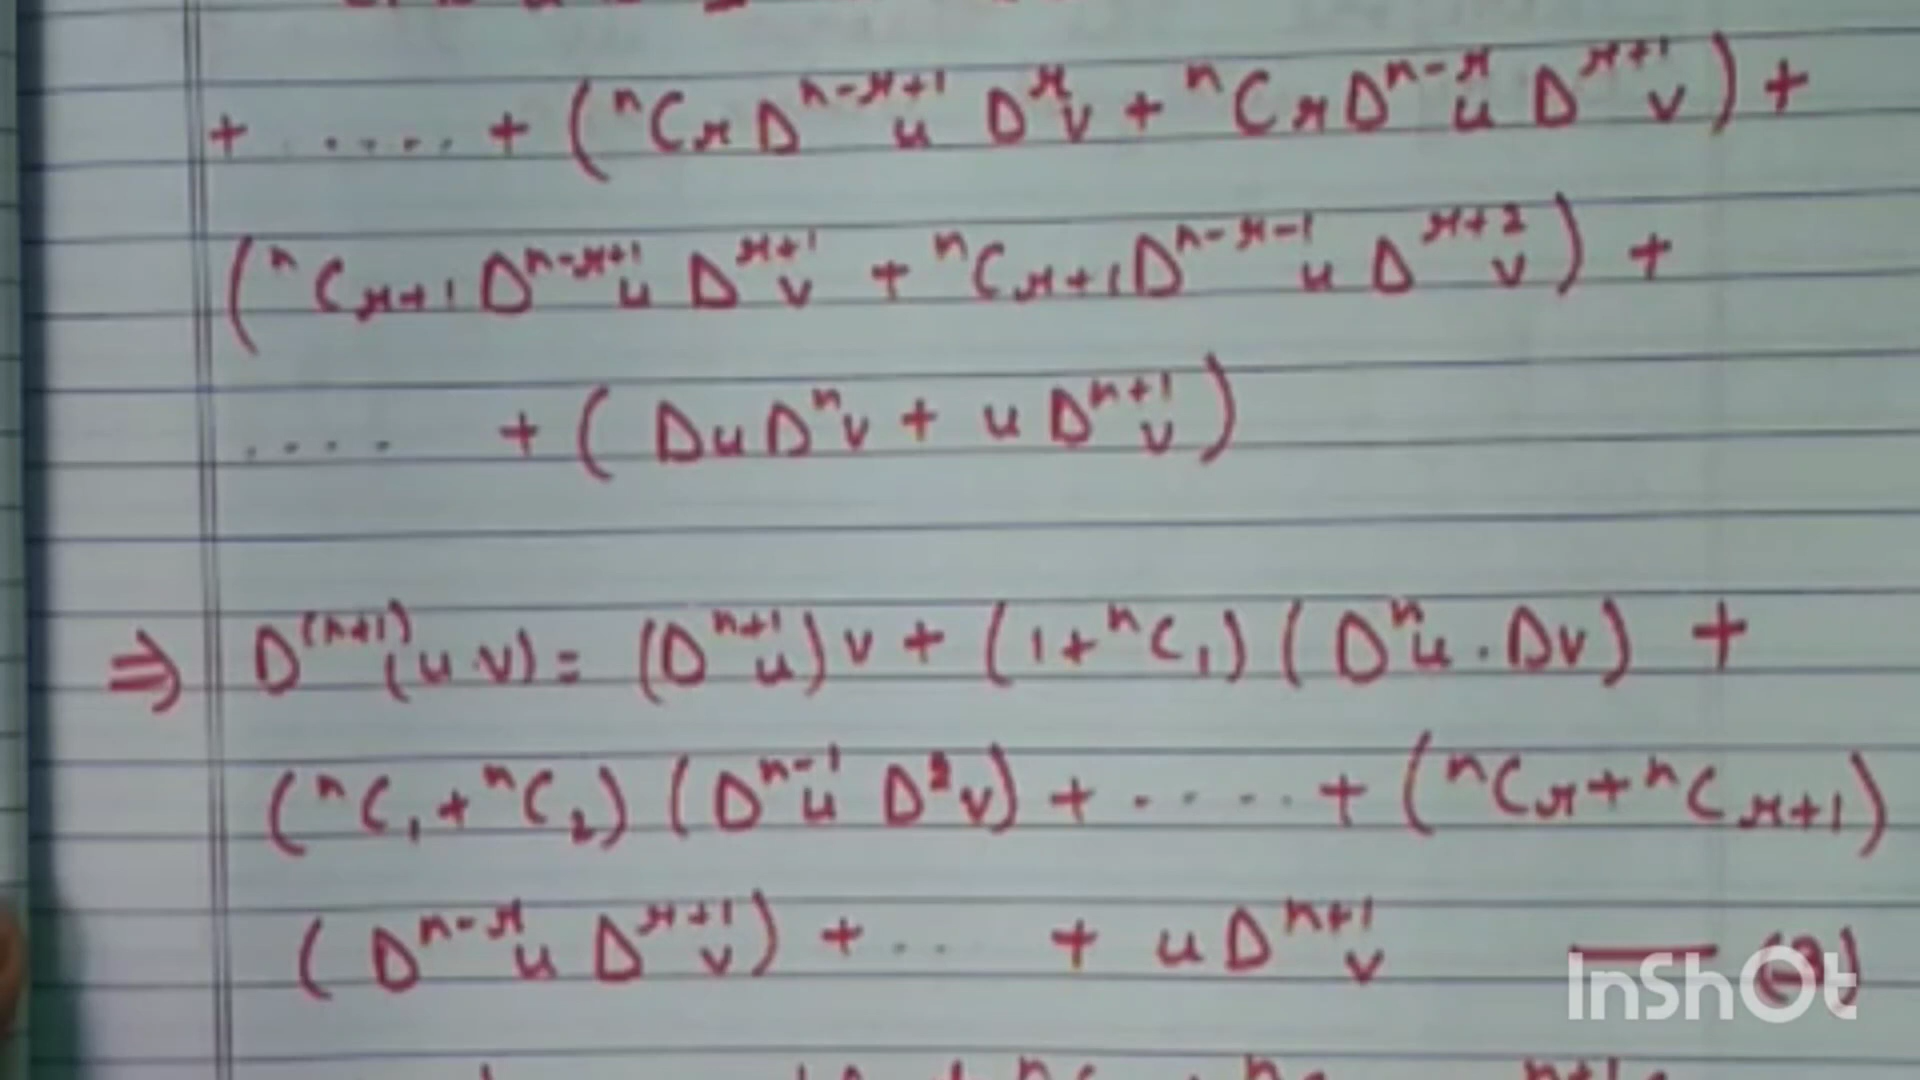 + .... + (ⁿCᵣ Dⁿ⁻ʳ⁺¹u Dʳv + ⁿCᵣ Dⁿ⁻ʳu Dʳ⁺¹v) +
(ⁿCᵣ₊₁ Dⁿ⁻ʳ⁺¹u Dʳ⁺¹v + ⁿCᵣ₊₁ Dⁿ⁻ʳ⁻¹u Dʳ⁺²v) +
.... + (Du Dⁿv + u Dⁿ⁺¹v)
⇒ D⁽ⁿ⁺¹⁾(u.v) = (Dⁿ⁺¹u)v + (1+ⁿC₁)(Dⁿu . Dv) +
(ⁿC₁+ⁿC₂)(Dⁿ⁻¹u D²v) + ..... + (ⁿCᵣ+ⁿCᵣ₊₁)
(Dⁿ⁻ʳu Dʳ⁺¹v) + ... + u Dⁿ⁺¹v —
InShOt